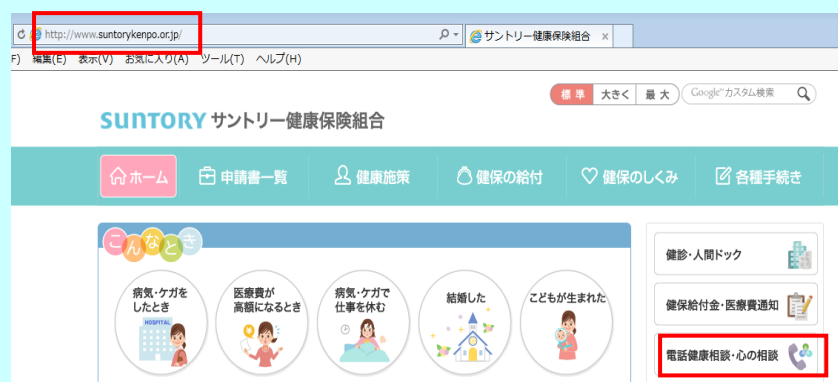 http://www.suntorykenpo.or.jp/
サントリー健康保険組合 ×
F) 編集(E) 表示(V) お気に入り(A) ツール(T) ヘルプ(H)
標準 大きく 最大 Google™カスタム検索
SUNTORY サントリー健康保険組合
ホーム 申請書一覧 健康施策 健保の給付 健保のしくみ 各種手続き
こんなとき
病気・ケガを
したとき
医療費が
高額になるとき
病気・ケガで
仕事を休む
結婚した
こどもが生まれた
HOSPITAL
健診・人間ドック
健保給付金・医療費通知
電話健康相談・心の相談